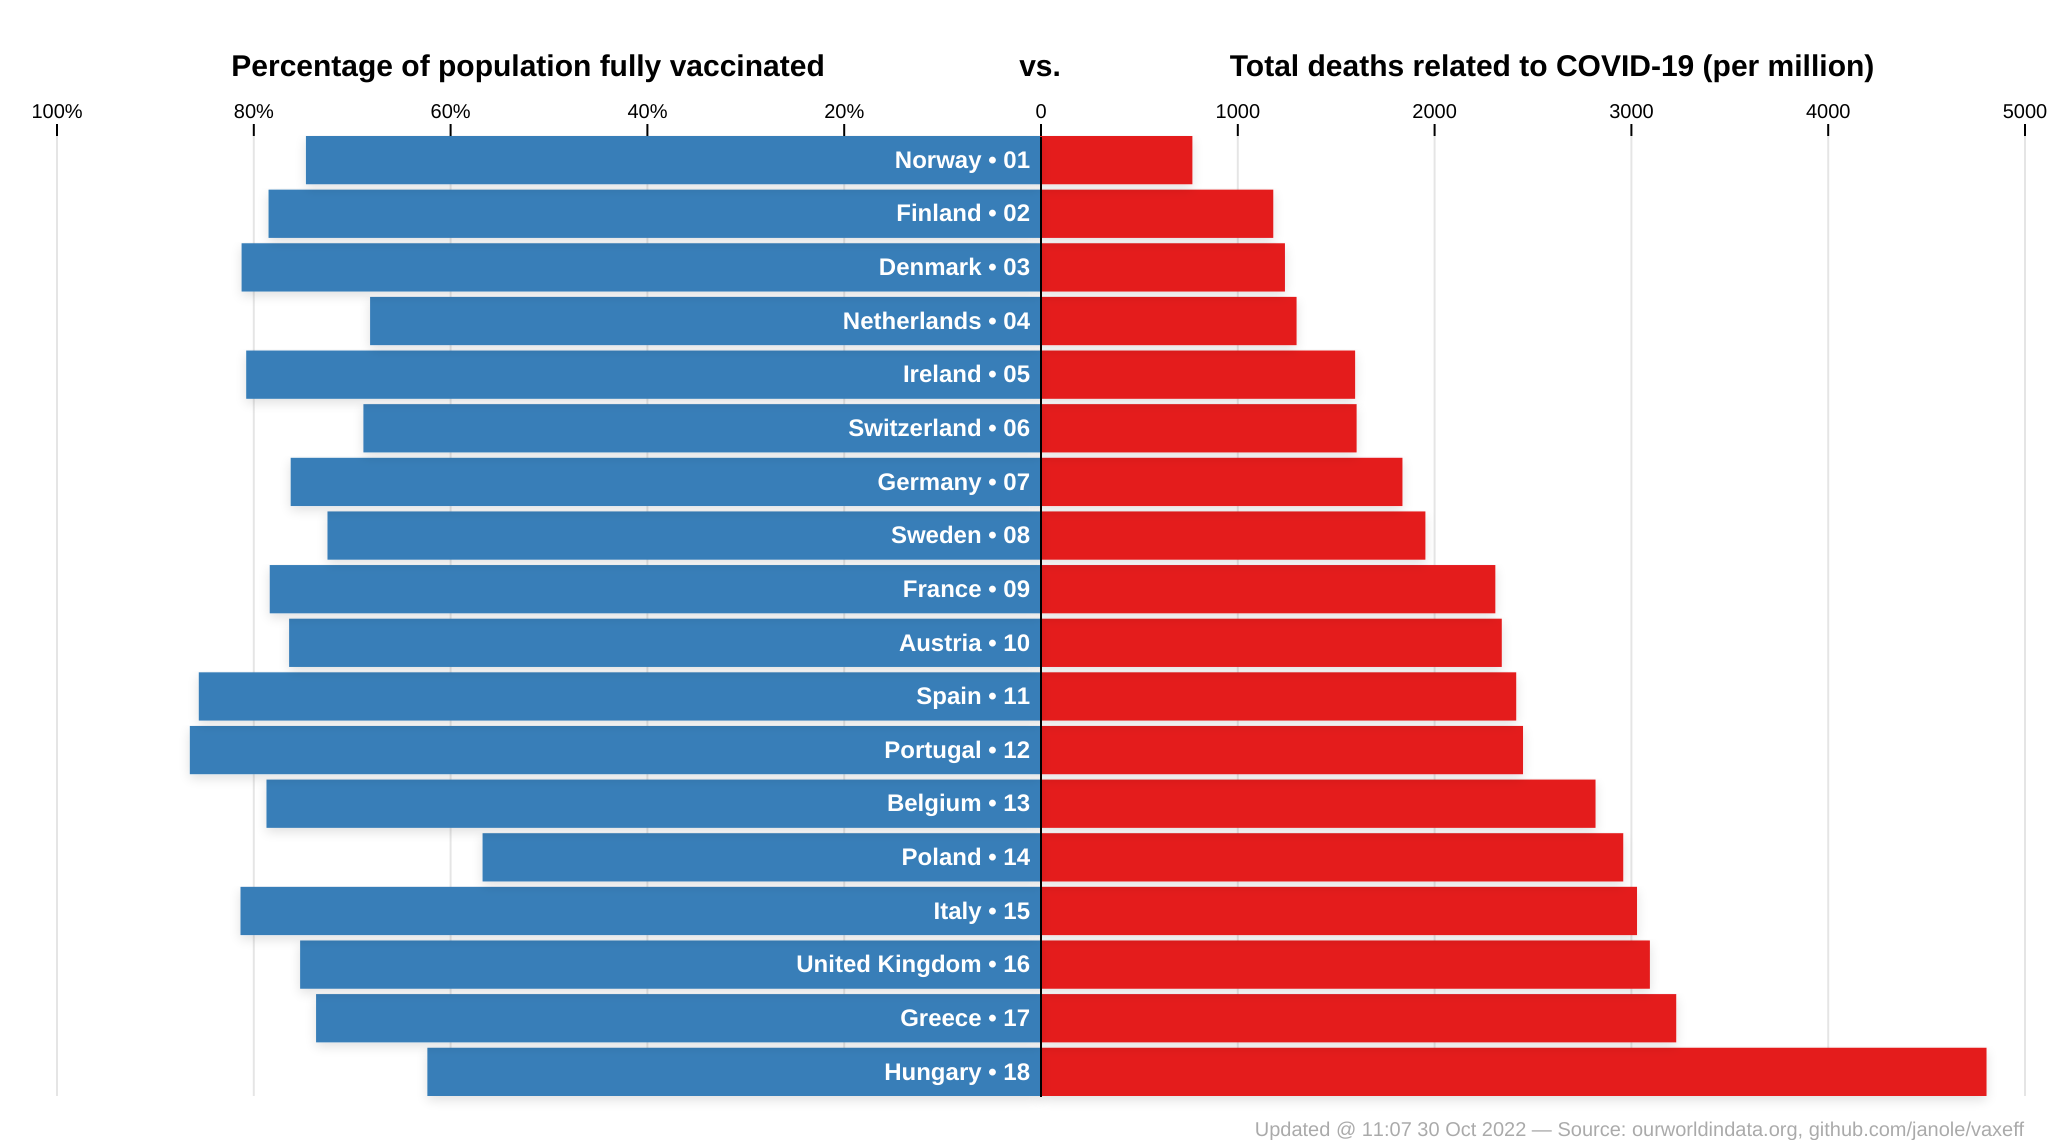 Percentage of population fully vaccinated vs. Total deaths related to COVID-19 (per million)
100% 80% 60% 40% 20% 0 1000 2000 3000 4000 5000
Norway • 01
Finland • 02
Denmark • 03
Netherlands • 04
Ireland • 05
Switzerland • 06
Germany • 07
Sweden • 08
France • 09
Austria • 10
Spain • 11
Portugal • 12
Belgium • 13
Poland • 14
Italy • 15
United Kingdom • 16
Greece • 17
Hungary • 18
Updated @ 11:07 30 Oct 2022 — Source: ourworldindata.org, github.com/janole/vaxeff